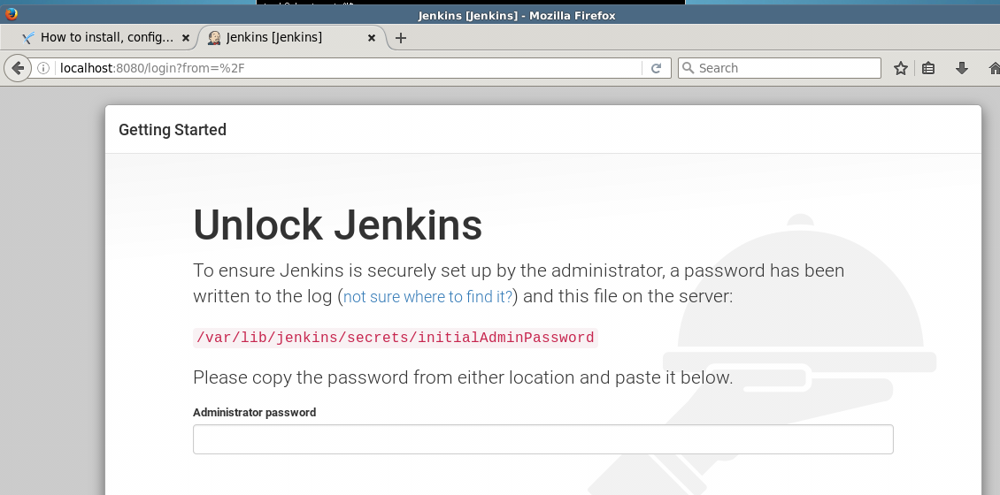 Jenkins [Jenkins] - Mozilla Firefox
How to install, config...
Jenkins [Jenkins]
localhost:8080/login?from=%2F
Search
Getting Started
Unlock Jenkins
To ensure Jenkins is securely set up by the administrator, a password has been
written to the log (not sure where to find it?) and this file on the server:
/var/lib/jenkins/secrets/initialAdminPassword
Please copy the password from either location and paste it below.
Administrator password